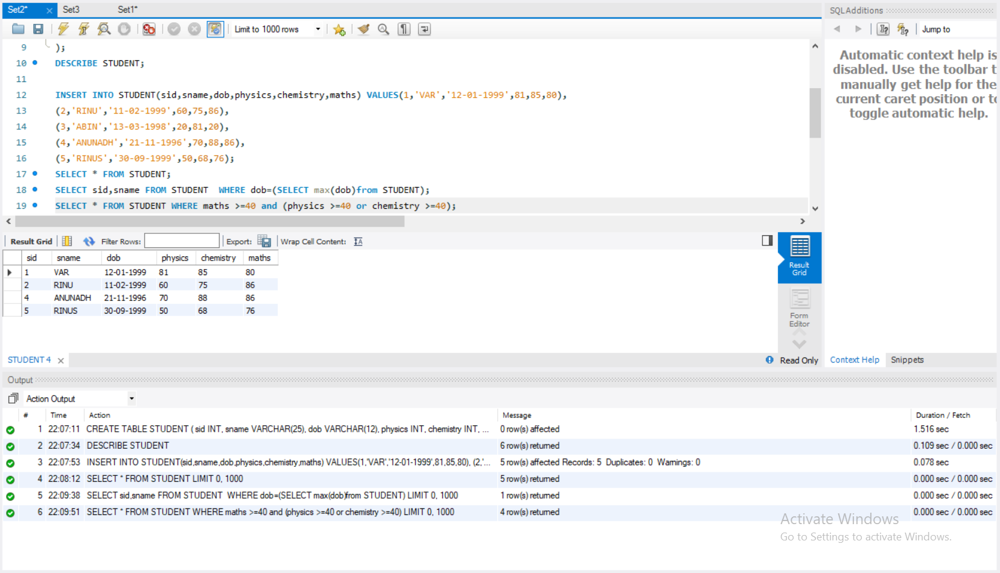 Set2*
Set3
Set1*
SQLAdditions
Limit to 1000 rows
Jump to
9 );
10 DESCRIBE STUDENT;
11
12 INSERT INTO STUDENT(sid,sname,dob,physics,chemistry,maths) VALUES(1,'VAR','12-01-1999',81,85,80),
13 (2,'RINU','11-02-1999',60,75,86),
14 (3,'ABIN','13-03-1998',20,81,20),
15 (4,'ANUNADH','21-11-1996',70,88,86),
16 (5,'RINUS','30-09-1999',50,68,76);
17 SELECT * FROM STUDENT;
18 SELECT sid,sname FROM STUDENT  WHERE dob=(SELECT max(dob)from STUDENT);
19 SELECT * FROM STUDENT WHERE maths >=40 and (physics >=40 or chemistry >=40);
Automatic context help is
disabled. Use the toolbar t
manually get help for the
current caret position or to
toggle automatic help.
Result Grid Filter Rows: Export: Wrap Cell Content:
sid sname dob physics chemistry maths
1 VAR 12-01-1999 81 85 80
2 RINU 11-02-1999 60 75 86
4 ANUNADH 21-11-1996 70 88 86
5 RINUS 30-09-1999 50 68 76
Result
Grid
Form
Editor
STUDENT 4
Read Only
Context Help
Snippets
Output
Action Output
# Time Action Message Duration / Fetch
1 22:07:11 CREATE TABLE STUDENT ( sid INT, sname VARCHAR(25), dob VARCHAR(12), physics INT, chemistry INT, ... 0 row(s) affected 1.516 sec
2 22:07:34 DESCRIBE STUDENT 6 row(s) returned 0.109 sec / 0.000 sec
3 22:07:53 INSERT INTO STUDENT(sid,sname,dob,physics,chemistry,maths) VALUES(1,'VAR','12-01-1999',81,85,80), (2,'... 5 row(s) affected Records: 5  Duplicates: 0  Warnings: 0 0.078 sec
4 22:08:12 SELECT * FROM STUDENT LIMIT 0, 1000 5 row(s) returned 0.000 sec / 0.000 sec
5 22:09:38 SELECT sid,sname FROM STUDENT  WHERE dob=(SELECT max(dob)from STUDENT) LIMIT 0, 1000 1 row(s) returned 0.000 sec / 0.000 sec
6 22:09:51 SELECT * FROM STUDENT WHERE maths >=40 and (physics >=40 or chemistry >=40) LIMIT 0, 1000 4 row(s) returned 0.000 sec / 0.000 sec
Activate Windows
Go to Settings to activate Windows.